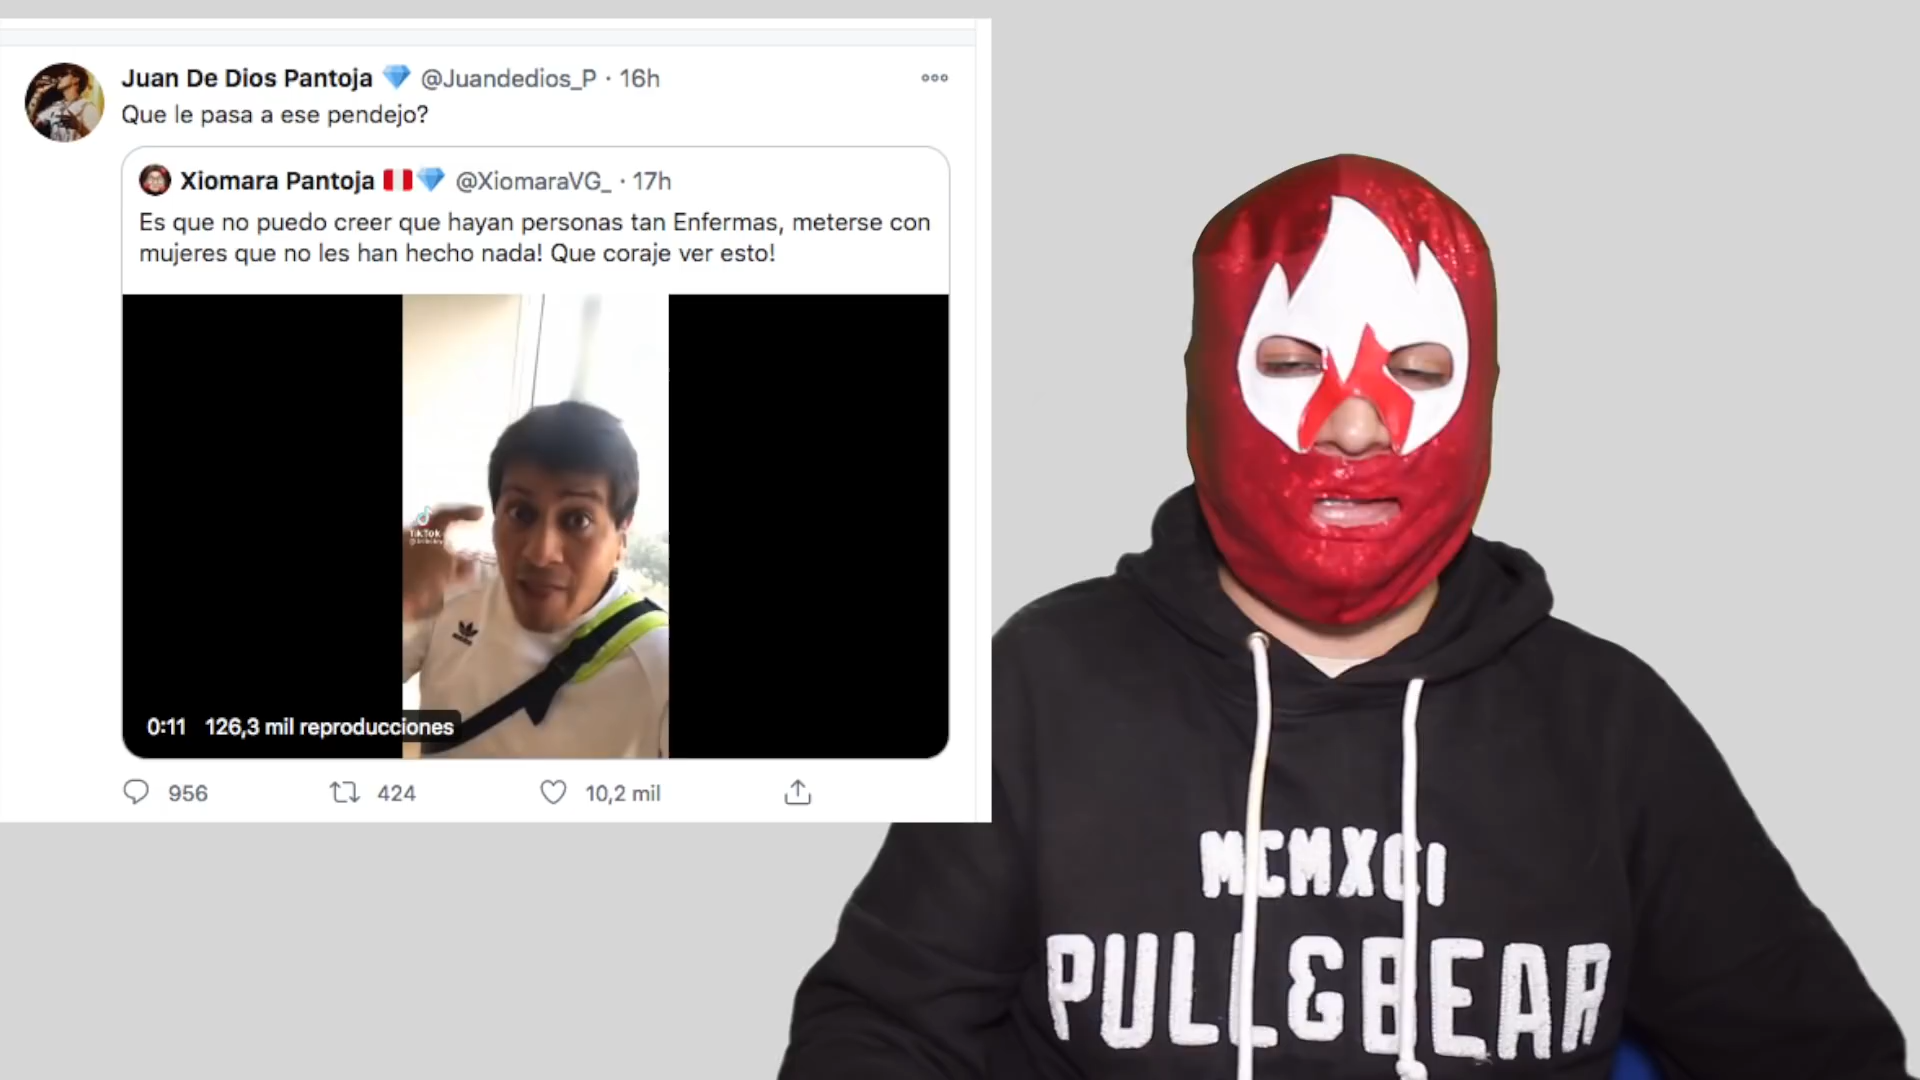 Juan De Dios Pantoja 💎 @Juandedios_P · 16h
Que le pasa a ese pendejo?
Xiomara Pantoja 🇵🇪💎 @XiomaraVG_ · 17h
Es que no puedo creer que hayan personas tan Enfermas, meterse con
mujeres que no les han hecho nada! Que coraje ver esto!
TikTok
adidas
0:11 126,3 mil reproducciones
956 424 10,2 mil
MCMXCI
PULL&BEAR